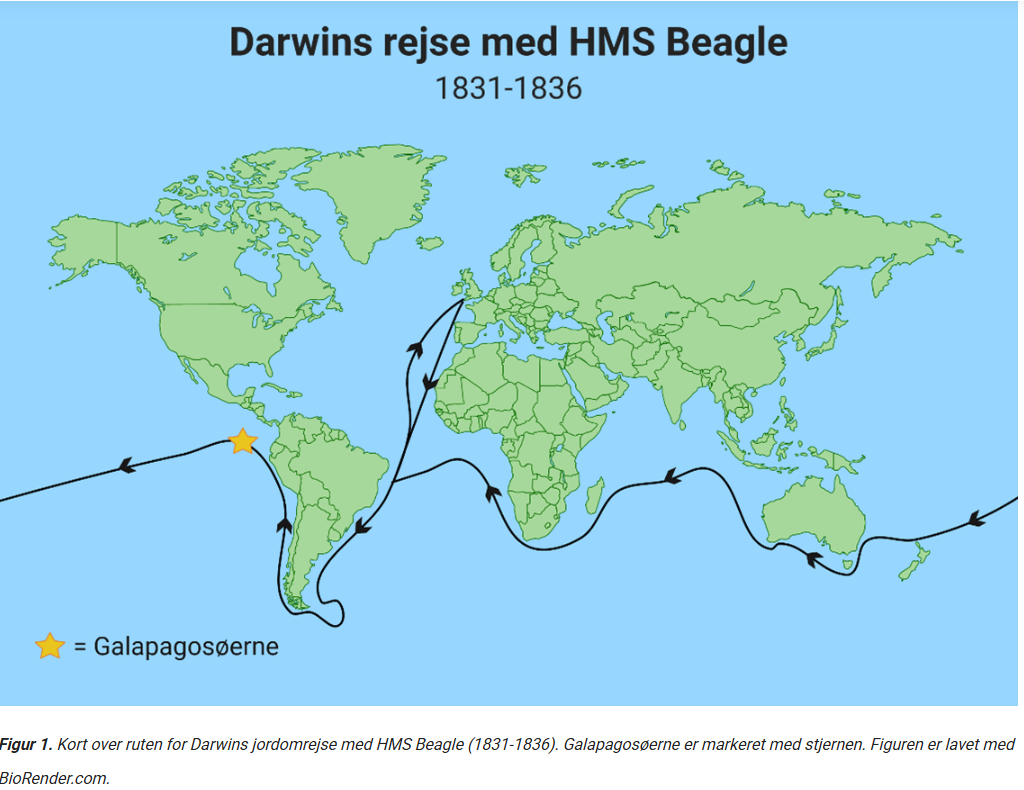 Darwins rejse med HMS Beagle
1831-1836
= Galapagosøerne
Figur 1. Kort over ruten for Darwins jordomrejse med HMS Beagle (1831-1836). Galapagosøerne er markeret med stjernen. Figuren er lavet med
BioRender.com.